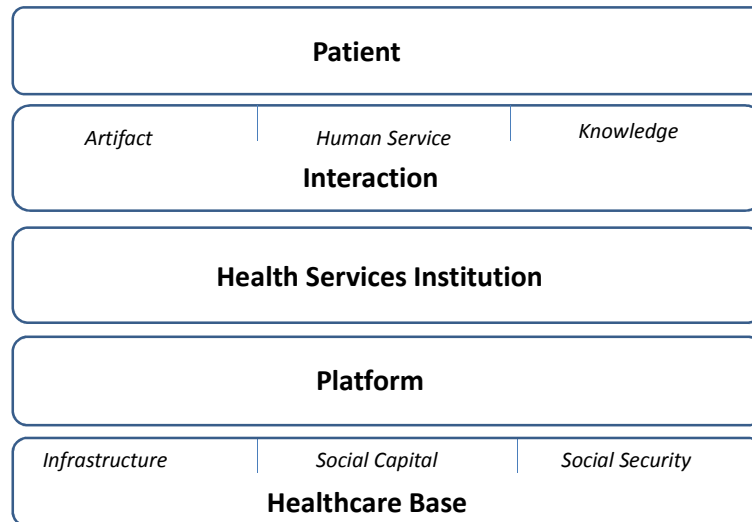 Patient
Artifact Human Service Knowledge
Interaction
Health Services Institution
Platform
Infrastructure Social Capital Social Security
Healthcare Base